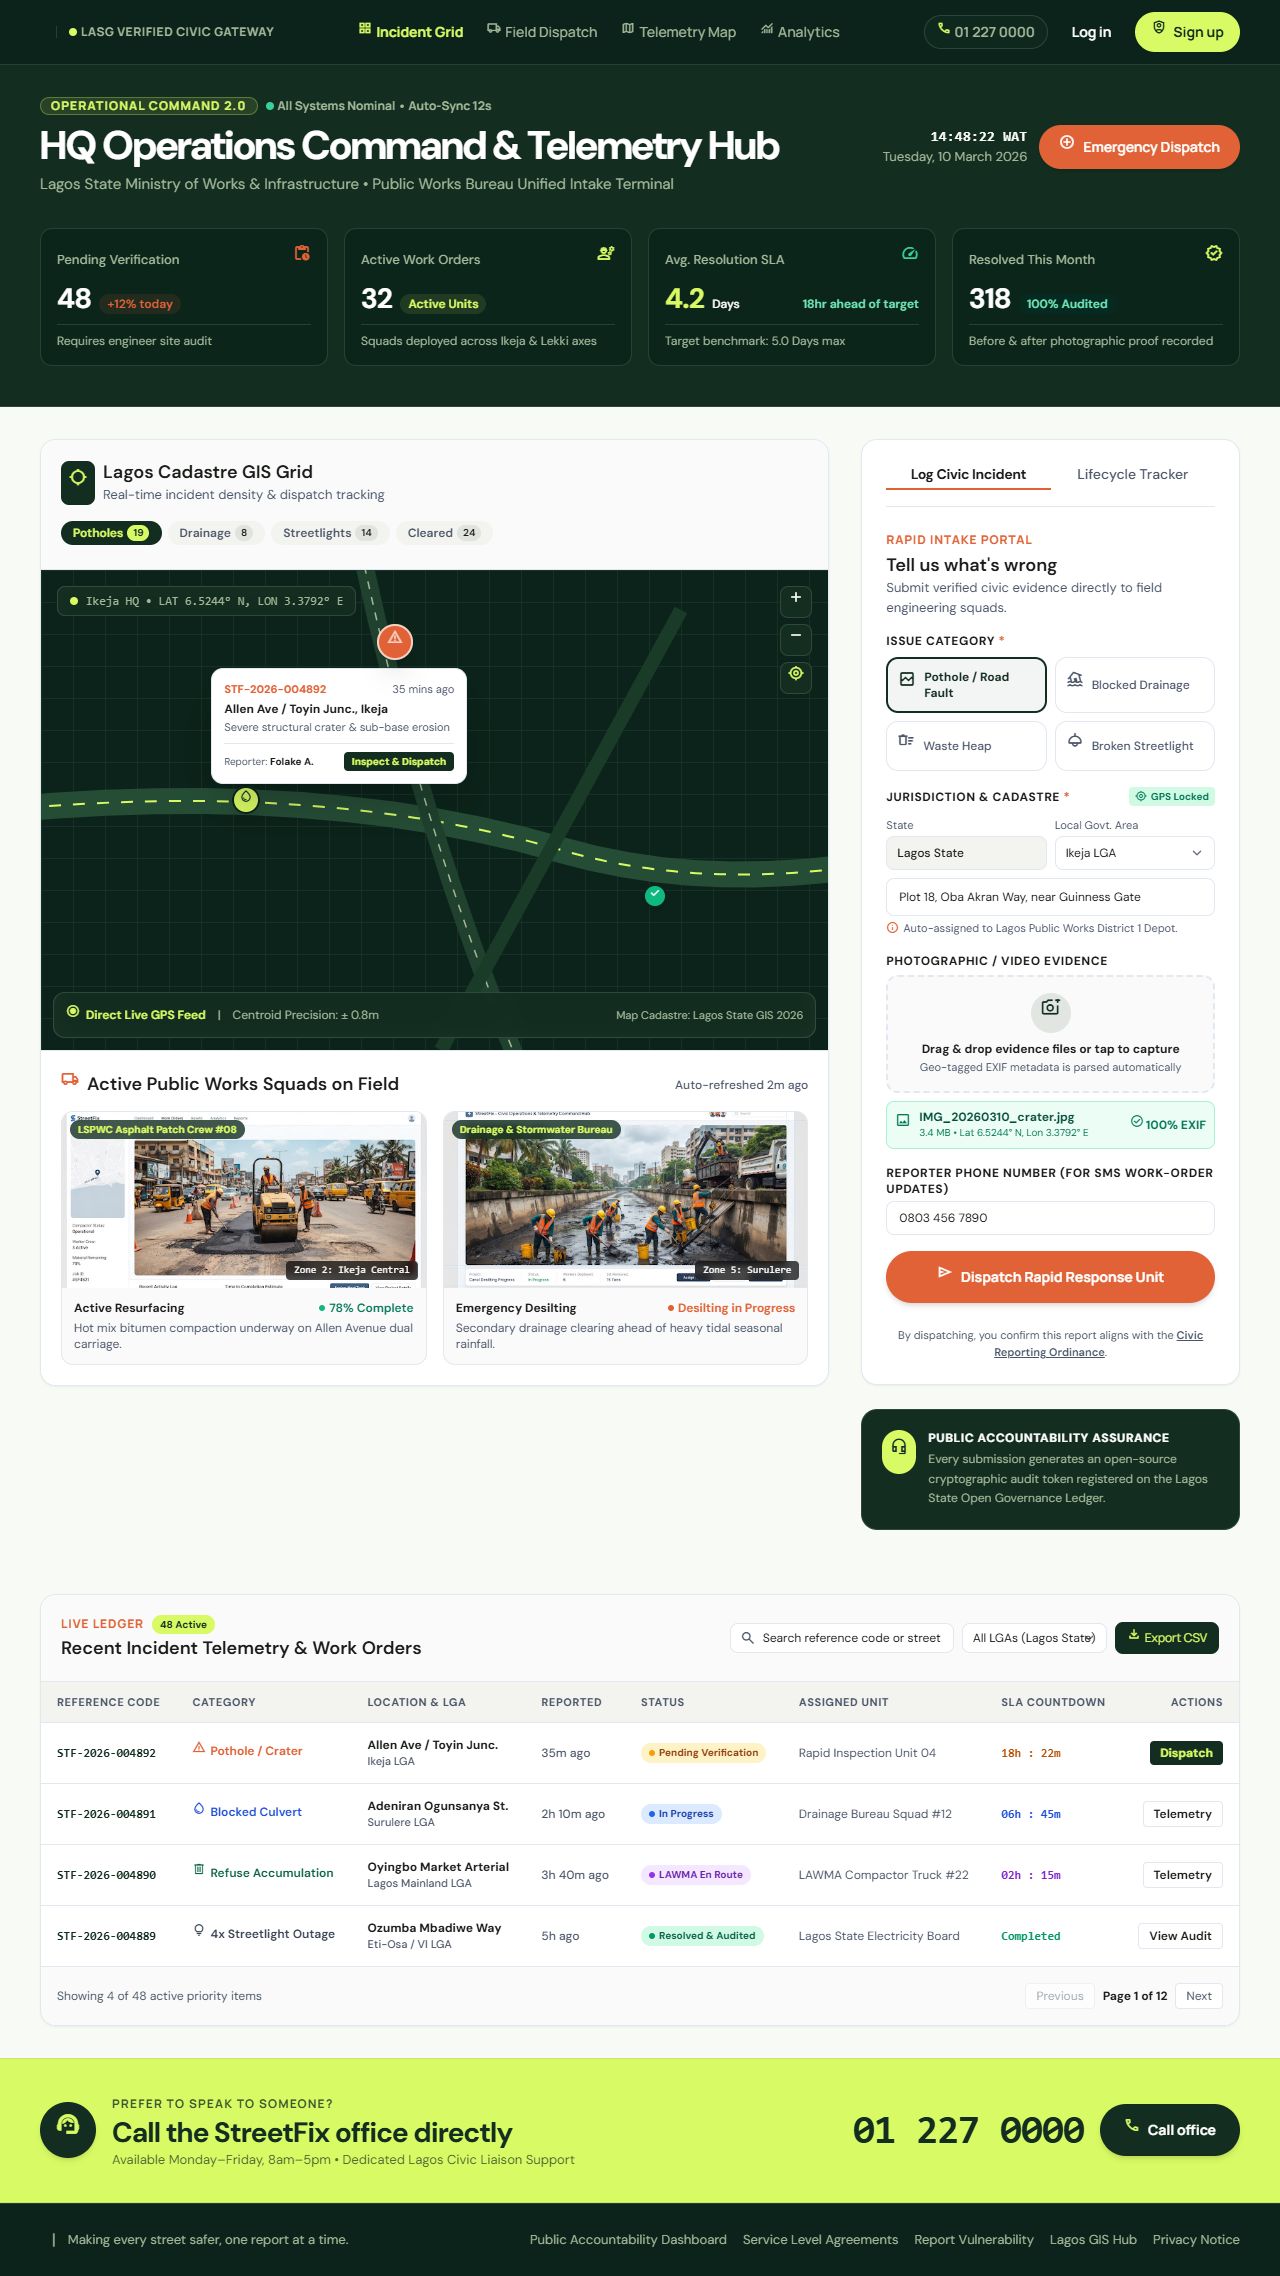 LASG VERIFIED CIVIC GATEWAY
Incident Grid
Field Dispatch
Telemetry Map
Analytics
01 227 0000
Log in
Sign up
OPERATIONAL COMMAND 2.0
All Systems Nominal • Auto-Sync 12s
HQ Operations Command & Telemetry Hub
Lagos State Ministry of Works & Infrastructure • Public Works Bureau Unified Intake Terminal
14:48:22 WAT
Tuesday, 10 March 2026
Emergency Dispatch
Pending Verification
48 +12% today
Requires engineer site audit
Active Work Orders
32 Active Units
Squads deployed across Ikeja & Lekki axes
Avg. Resolution SLA
4.2 Days 18hr ahead of target
Target benchmark: 5.0 Days max
Resolved This Month
318 100% Audited
Before & after photographic proof recorded
Lagos Cadastre GIS Grid
Real-time incident density & dispatch tracking
Potholes 19
Drainage 8
Streetlights 14
Cleared 24
Ikeja HQ • LAT 6.5244° N, LON 3.3792° E
+
−
STF-2026-004892 35 mins ago
Allen Ave / Toyin Junc., Ikeja
Severe structural crater & sub-base erosion
Reporter: Folake A. Inspect & Dispatch
Direct Live GPS Feed | Centroid Precision: ± 0.8m
Map Cadastre: Lagos State GIS 2026
Active Public Works Squads on Field
Auto-refreshed 2m ago
StreetFix
LSPWC Asphalt Patch Crew #08
Zone 2: Ikeja Central
Active Resurfacing 78% Complete
Hot mix bitumen compaction underway on Allen Avenue dual
carriage.
Drainage & Stormwater Bureau
Zone 5: Surulere
Emergency Desilting Desilting in Progress
Secondary drainage clearing ahead of heavy tidal seasonal
rainfall.
Log Civic Incident
Lifecycle Tracker
RAPID INTAKE PORTAL
Tell us what's wrong
Submit verified civic evidence directly to field
engineering squads.
ISSUE CATEGORY *
Pothole / Road
Fault
Blocked Drainage
Waste Heap
Broken Streetlight
JURISDICTION & CADASTRE *
GPS Locked
State
Local Govt. Area
Lagos State
Ikeja LGA
Plot 18, Oba Akran Way, near Guinness Gate
Auto-assigned to Lagos Public Works District 1 Depot.
PHOTOGRAPHIC / VIDEO EVIDENCE
Drag & drop evidence files or tap to capture
Geo-tagged EXIF metadata is parsed automatically
IMG_20260310_crater.jpg
3.4 MB • Lat 6.5244° N, Lon 3.3792° E
100% EXIF
REPORTER PHONE NUMBER (FOR SMS WORK-ORDER
UPDATES)
0803 456 7890
Dispatch Rapid Response Unit
By dispatching, you confirm this report aligns with the Civic
Reporting Ordinance.
PUBLIC ACCOUNTABILITY ASSURANCE
Every submission generates an open-source
cryptographic audit token registered on the Lagos
State Open Governance Ledger.
LIVE LEDGER 48 Active
Recent Incident Telemetry & Work Orders
Search reference code or street
All LGAs (Lagos State)
Export CSV
REFERENCE CODE CATEGORY LOCATION & LGA REPORTED STATUS ASSIGNED UNIT SLA COUNTDOWN ACTIONS
STF-2026-004892 Pothole / Crater Allen Ave / Toyin Junc. 35m ago Pending Verification Rapid Inspection Unit 04 18h : 22m Dispatch
Ikeja LGA
STF-2026-004891 Blocked Culvert Adeniran Ogunsanya St. 2h 10m ago In Progress Drainage Bureau Squad #12 06h : 45m Telemetry
Surulere LGA
STF-2026-004890 Refuse Accumulation Oyingbo Market Arterial 3h 40m ago LAWMA En Route LAWMA Compactor Truck #22 02h : 15m Telemetry
Lagos Mainland LGA
STF-2026-004889 4x Streetlight Outage Ozumba Mbadiwe Way 5h ago Resolved & Audited Lagos State Electricity Board Completed View Audit
Eti-Osa / VI LGA
Showing 4 of 48 active priority items
Previous Page 1 of 12 Next
PREFER TO SPEAK TO SOMEONE?
Call the StreetFix office directly
Available Monday–Friday, 8am–5pm • Dedicated Lagos Civic Liaison Support
01 227 0000
Call office
| Making every street safer, one report at a time.
Public Accountability Dashboard
Service Level Agreements
Report Vulnerability
Lagos GIS Hub
Privacy Notice